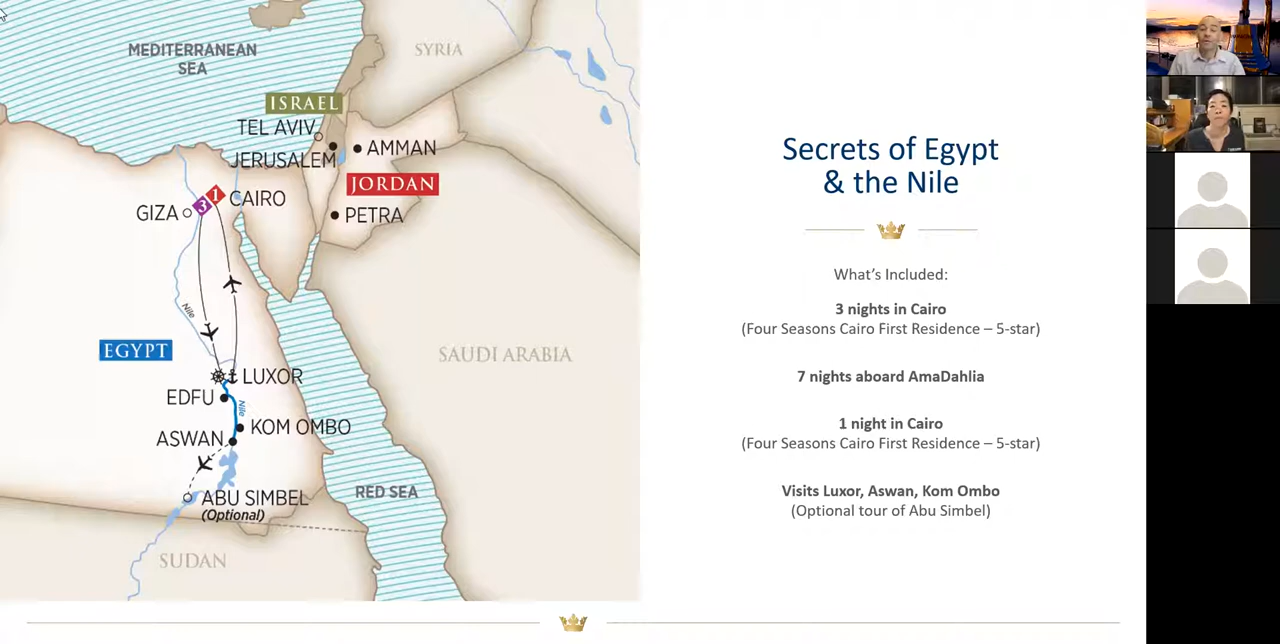 MEDITERRANEAN
SEA
SYRIA
ISRAEL
TEL AVIV
JERUSALEM
AMMAN
JORDAN
PETRA
3
1
CAIRO
GIZA
Nile
EGYPT
SAUDI ARABIA
LUXOR
EDFU
Nile
KOM OMBO
ASWAN
ABU SIMBEL
(Optional)
RED SEA
SUDAN
Secrets of Egypt
& the Nile
What's Included:
3 nights in Cairo
(Four Seasons Cairo First Residence – 5-star)
7 nights aboard AmaDahlia
1 night in Cairo
(Four Seasons Cairo First Residence – 5-star)
Visits Luxor, Aswan, Kom Ombo
(Optional tour of Abu Simbel)